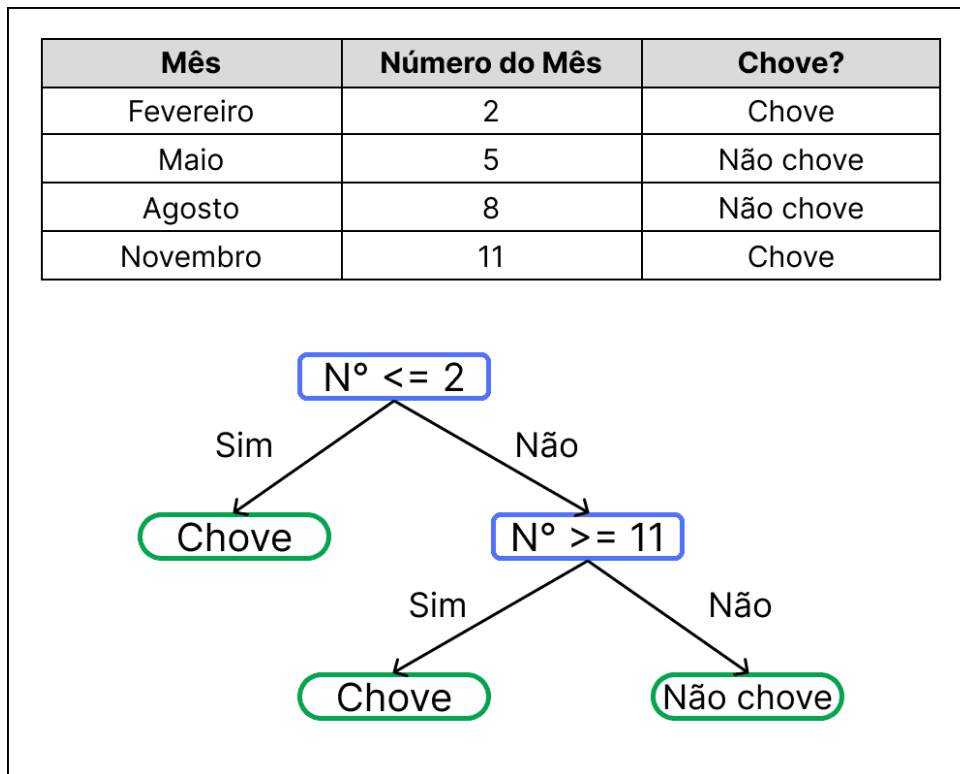 Mês Número do Mês Chove?
Fevereiro 2 Chove
Maio 5 Não chove
Agosto 8 Não chove
Novembro 11 Chove
N° <= 2
Sim Não
Chove N° >= 11
Sim Não
Chove Não chove